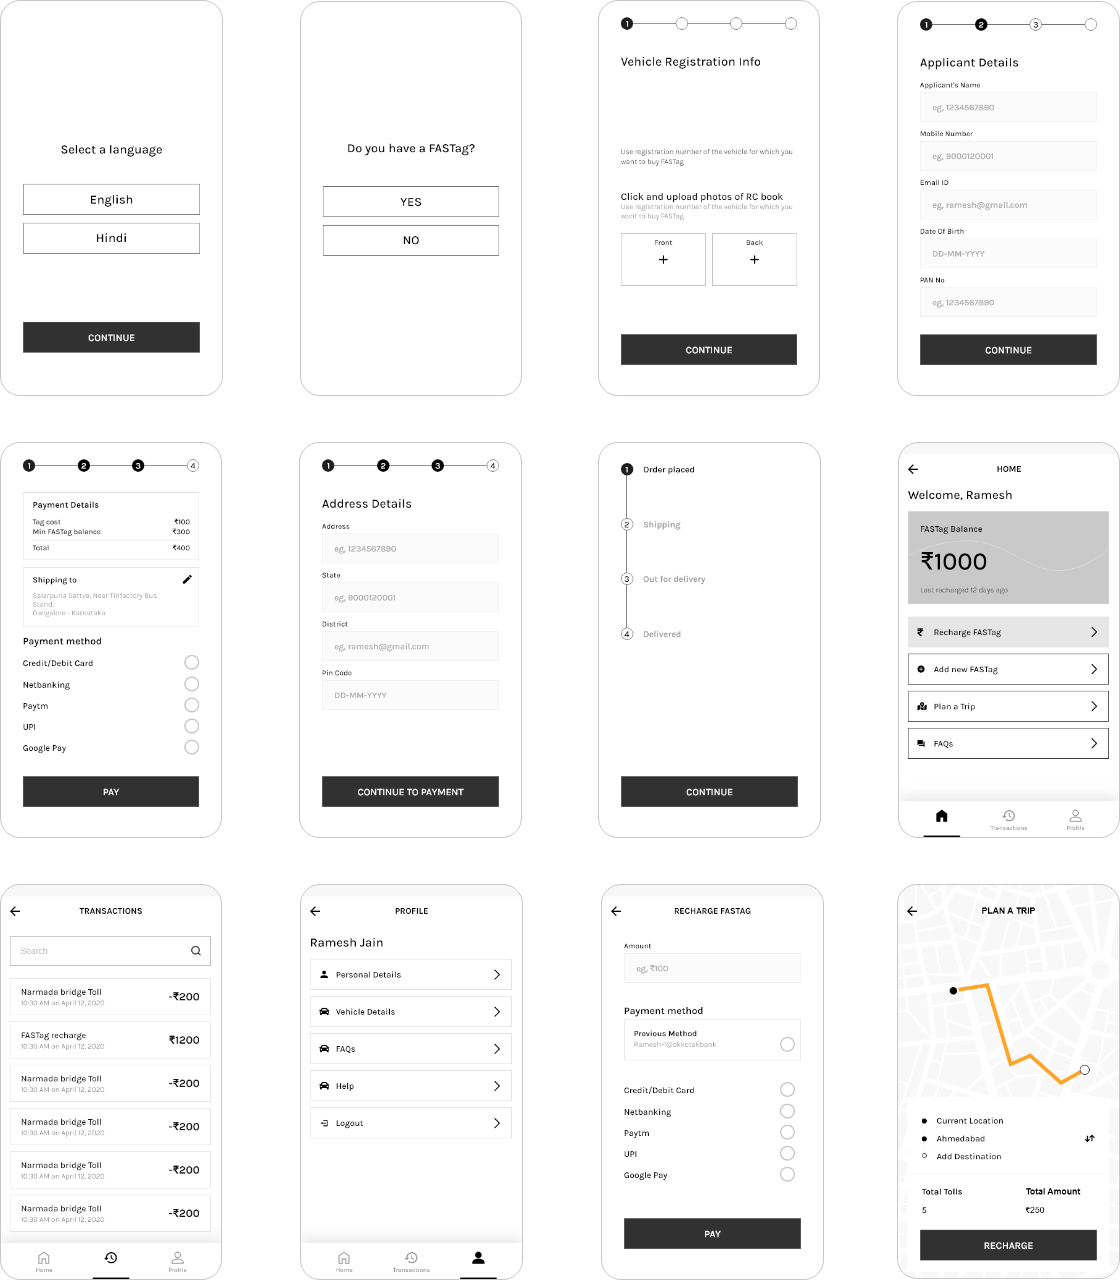 Select a language
English
Hindi
CONTINUE
Do you have a FASTag?
YES
NO
1
Vehicle Registration Info
Use registration number of the vehicle for which you
want to buy FASTag
Click and upload photos of RC book
Use registration number of the vehicle for which you
want to buy FASTag
Front
Back
+
+
CONTINUE
1 2 3
Applicant Details
Applicant's Name
eg, 1234567890
Mobile Number
eg, 9000120001
Email ID
eg, ramesh@gmail.com
Date Of Birth
DD-MM-YYYY
PAN No
eg, 1234567890
CONTINUE
1 2 3 4
Payment Details
Tag cost ₹100
Min FASTag balance ₹300
Total ₹400
Shipping to
Salarpuria Sattva, Near Tinfactory Bus
Stand,
Bangalore - Karnataka
Payment method
Credit/Debit Card
Netbanking
Paytm
UPI
Google Pay
PAY
1 2 3 4
Address Details
Address
eg, 1234567890
State
eg, 9000120001
District
eg, ramesh@gmail.com
Pin Code
DD-MM-YYYY
CONTINUE TO PAYMENT
1 Order placed
2 Shipping
3 Out for delivery
4 Delivered
CONTINUE
HOME
Welcome, Ramesh
FASTag Balance
₹1000
Last recharged 12 days ago
₹ Recharge FASTag
Add new FASTag
Plan a Trip
FAQs
Transactions
Profile
TRANSACTIONS
Search
Narmada bridge Toll -₹200
10:30 AM on April 12, 2020
FASTag recharge ₹1200
10:30 AM on April 12, 2020
Narmada bridge Toll -₹200
10:30 AM on April 12, 2020
Narmada bridge Toll -₹200
10:30 AM on April 12, 2020
Narmada bridge Toll -₹200
10:30 AM on April 12, 2020
Narmada bridge Toll -₹200
10:30 AM on April 12, 2020
Home
Profile
PROFILE
Ramesh Jain
Personal Details
Vehicle Details
FAQs
Help
Logout
Home
Transactions
RECHARGE FASTAG
Amount
eg, ₹100
Payment method
Previous Method
Ramesh-1@okkotakbank
Credit/Debit Card
Netbanking
Paytm
UPI
Google Pay
PAY
PLAN A TRIP
Current Location
Ahmedabad
Add Destination
Total Tolls
Total Amount
5
₹250
RECHARGE